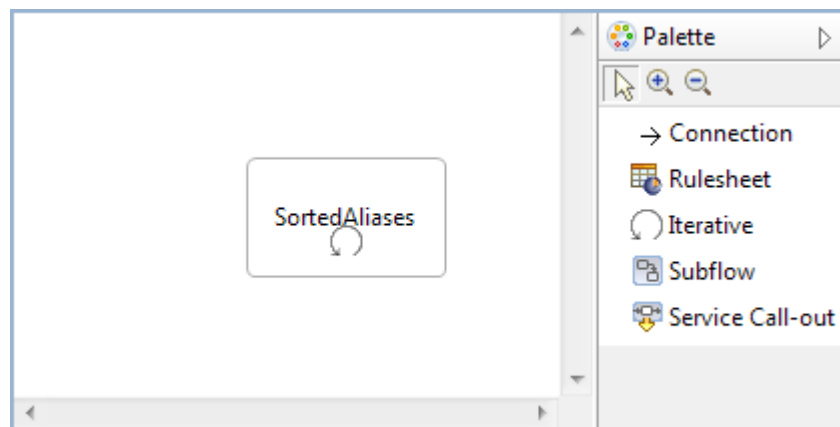 Palette
Connection
SortedAliases
Rulesheet
Iterative
Subflow
Service Call-out